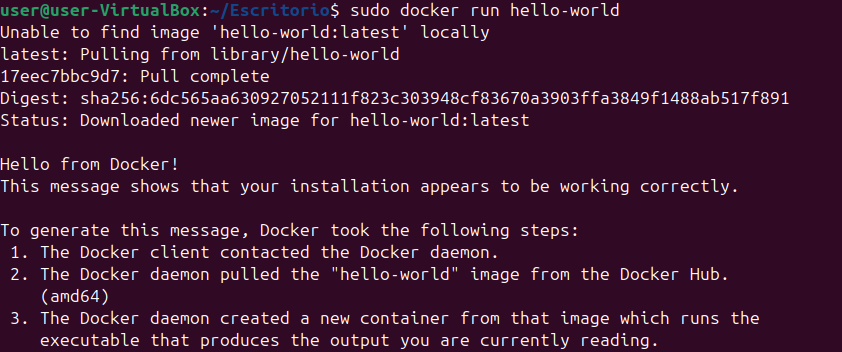 user@user-VirtualBox:~/Escritorio$ sudo docker run hello-world
Unable to find image 'hello-world:latest' locally
latest: Pulling from library/hello-world
17eec7bbc9d7: Pull complete
Digest: sha256:6dc565aa630927052111f823c303948cf83670a3903ffa3849f1488ab517f891
Status: Downloaded newer image for hello-world:latest

Hello from Docker!
This message shows that your installation appears to be working correctly.

To generate this message, Docker took the following steps:
 1. The Docker client contacted the Docker daemon.
 2. The Docker daemon pulled the "hello-world" image from the Docker Hub.
    (amd64)
 3. The Docker daemon created a new container from that image which runs the
    executable that produces the output you are currently reading.